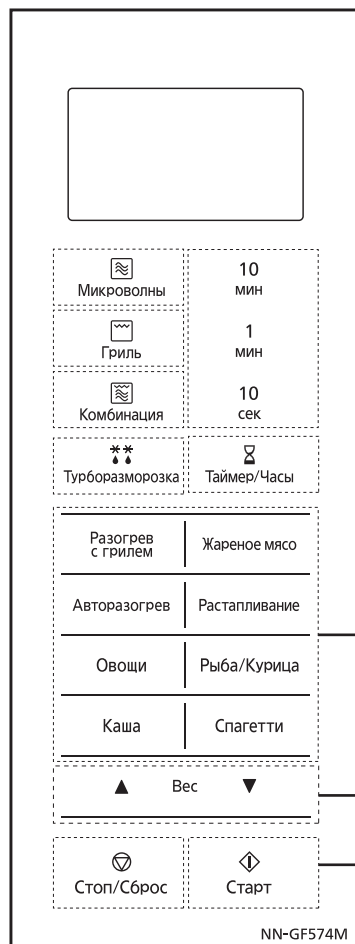 Микроволны
10
мин
Гриль
1
мин
Комбинация
10
сек
Турборазморозка
Таймер/Часы
Разогрев
с грилем
Жареное мясо
Авторазогрев
Растапливание
Овощи
Рыба/Курица
Каша
Спагетти
▲ Вес ▼
Стоп/Сброс
Старт
NN-GF574M